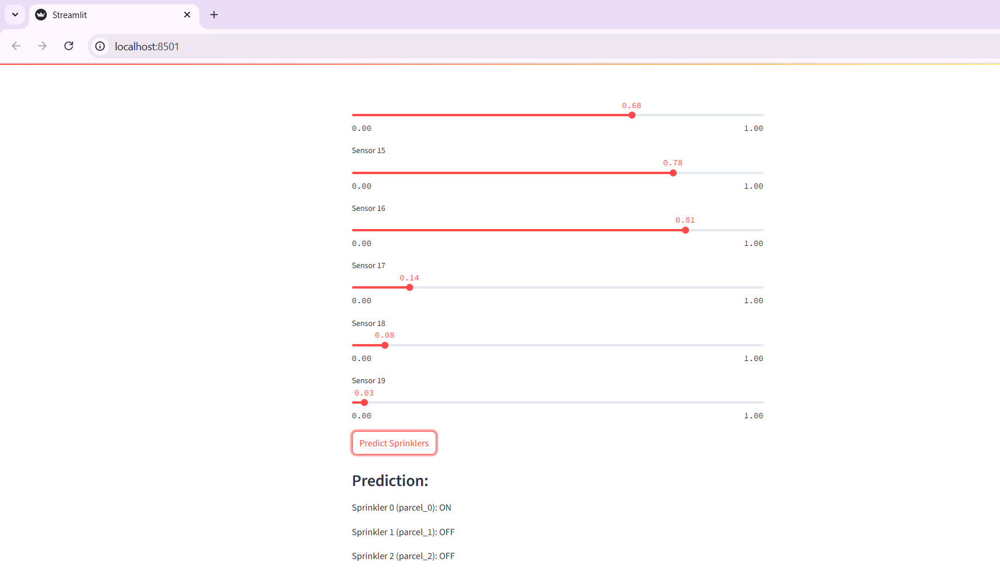 Streamlit
localhost:8501
0.68
0.00 1.00
Sensor 15
0.78
0.00 1.00
Sensor 16
0.81
0.00 1.00
Sensor 17
0.14
0.00 1.00
Sensor 18
0.08
0.00 1.00
Sensor 19
0.03
0.00 1.00
Predict Sprinklers
Prediction:
Sprinkler 0 (parcel_0): ON
Sprinkler 1 (parcel_1): OFF
Sprinkler 2 (parcel_2): OFF